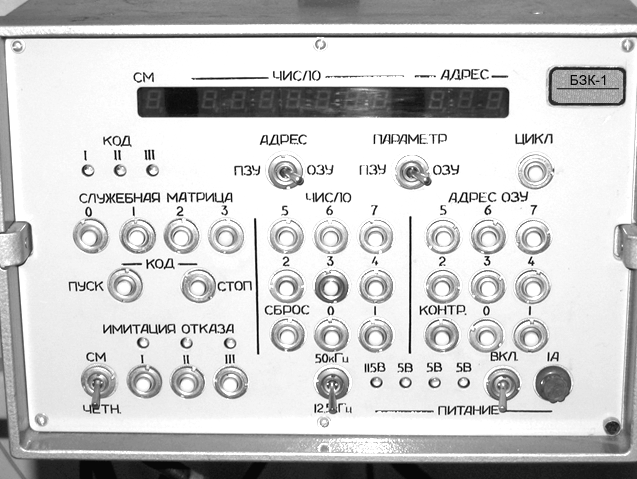 СМ ЧИСЛО АДРЕС
БЗК-1
КОД АДРЕС ПАРАМЕТР ЦИКЛ
I II III
ПЗУ ОЗУ ПЗУ ОЗУ
СЛУЖЕБНАЯ МАТРИЦА ЧИСЛО АДРЕС ОЗУ
0 1 2 3 5 6 7 5 6 7
КОД 2 3 4 2 3 4
ПУСК СТОП
СБРОС 0 1 КОНТР. 0 1
ИМИТАЦИЯ ОТКАЗА
СМ I II III 50кГц 115В 5В 5В 5В ВКЛ. 1А
ЧЕТН. 12,5кГц ПИТАНИЕ